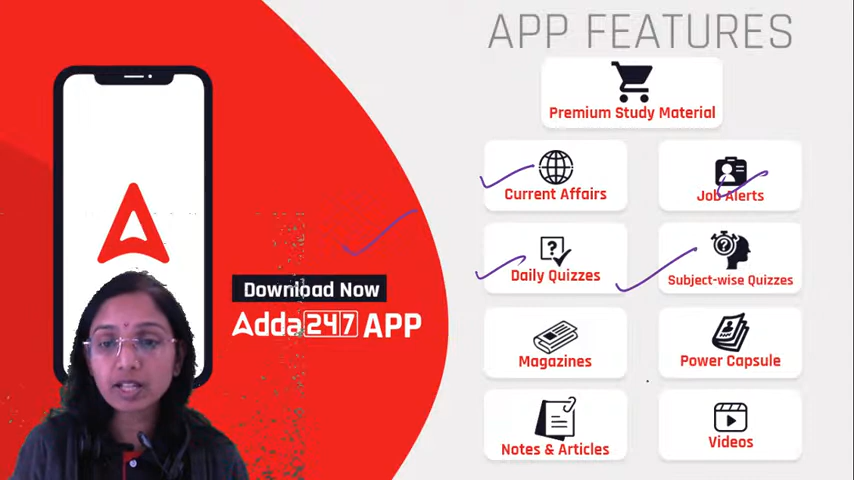 APP FEATURES
Premium Study Material
Current Affairs
Job Alerts
Daily Quizzes
Subject-wise Quizzes
Magazines
Power Capsule
Notes & Articles
Videos
Download Now
Adda247 APP